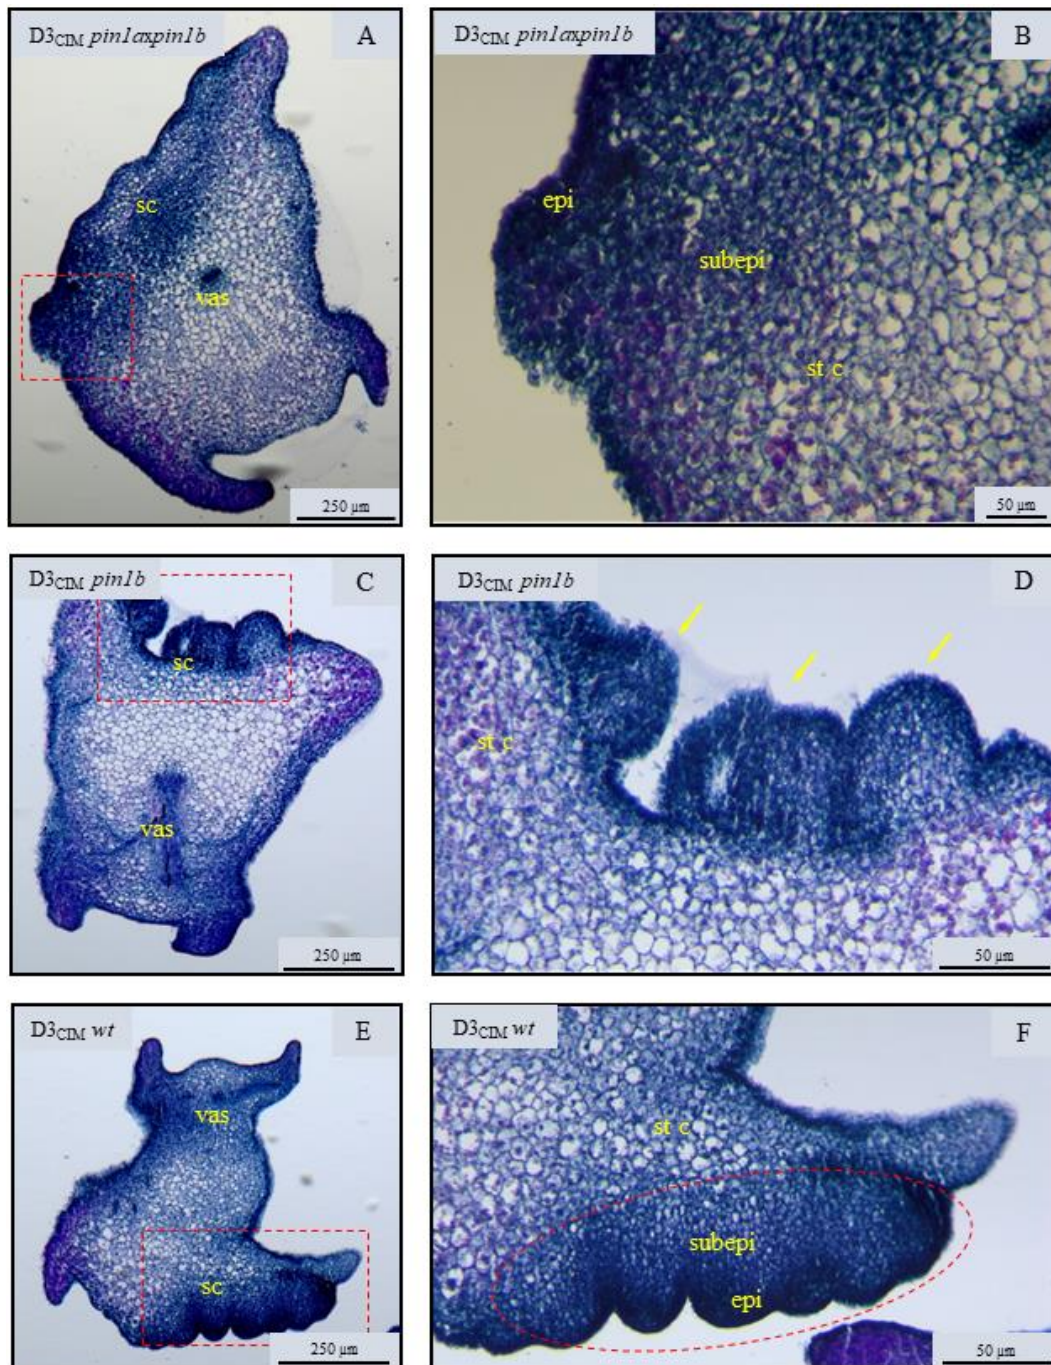 D3CIM pin1axpin1b A
sc
vas
250 µm
D3CIM pin1axpin1b B
epi
subepi
st c
50 µm
D3CIM pin1b C
sc
vas
250 µm
D3CIM pin1b D
st c
50 µm
D3CIM wt E
vas
sc
250 µm
D3CIM wt F
st c
subepi
epi
50 µm